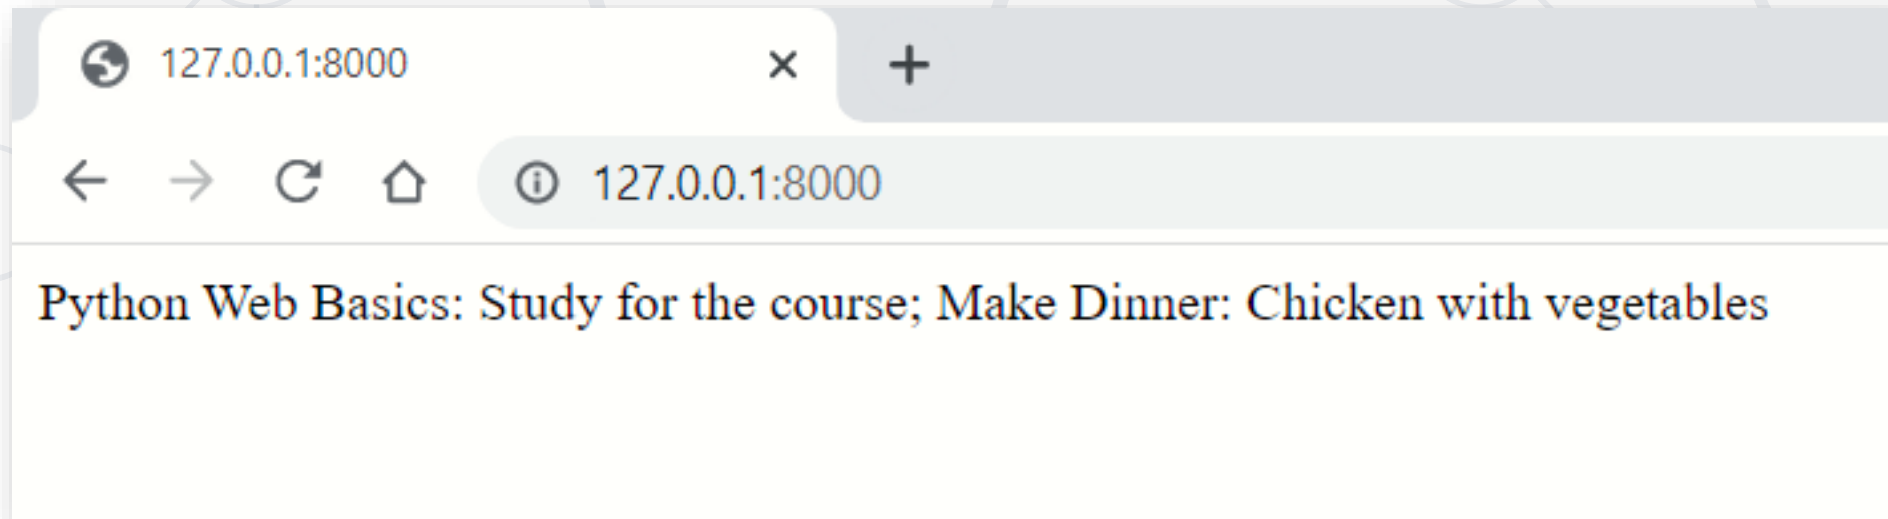 127.0.0.1:8000
127.0.0.1:8000
Python Web Basics: Study for the course; Make Dinner: Chicken with vegetables